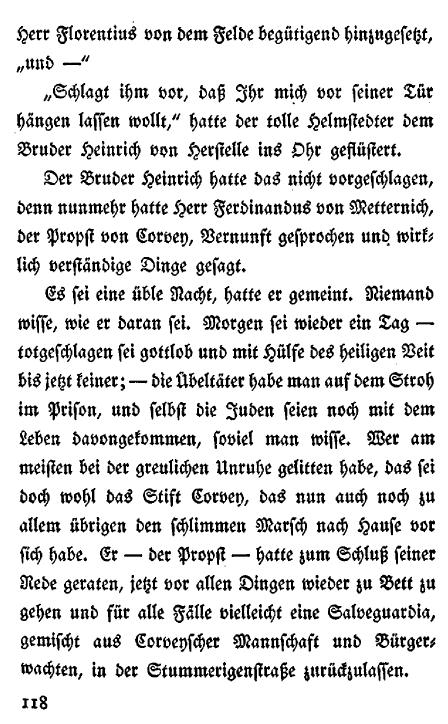 Herr Florentius von dem Felde begütigend hinzugesetzt,
„und —“
„Schlagt ihm vor, daß Ihr mich vor seiner Tür
hängen lassen wollt,“ hatte der tolle Helmstedter dem
Bruder Heinrich von Herstelle ins Ohr geflüstert.
Der Bruder Heinrich hatte das nicht vorgeschlagen,
denn nunmehr hatte Herr Ferdinandus von Metternich,
der Propst von Corvey, Vernunft gesprochen und wirk-
lich verständige Dinge gesagt.
Es sei eine üble Nacht, hatte er gemeint. Niemand
wisse, wie er daran sei. Morgen sei wieder ein Tag —
totgeschlagen sei gottlob und mit Hülfe des heiligen Veit
bis jetzt keiner; — die Übeltäter habe man auf dem Stroh
im Prison, und selbst die Juden seien noch mit dem
Leben davongekommen, soviel man wisse. Wer am
meisten bei der greulichen Unruhe gelitten habe, das sei
doch wohl das Stift Corvey, das nun auch noch zu
allem übrigen den schlimmen Marsch nach Hause vor
sich habe. Er — der Propst — hatte zum Schluß seiner
Rede geraten, jetzt vor allen Dingen wieder zu Bett zu
gehen und für alle Fälle vielleicht eine Salveguardia,
gemischt aus Corveyscher Mannschaft und Bürger-
wachten, in der Stummerigenstraße zurückzulassen.
118